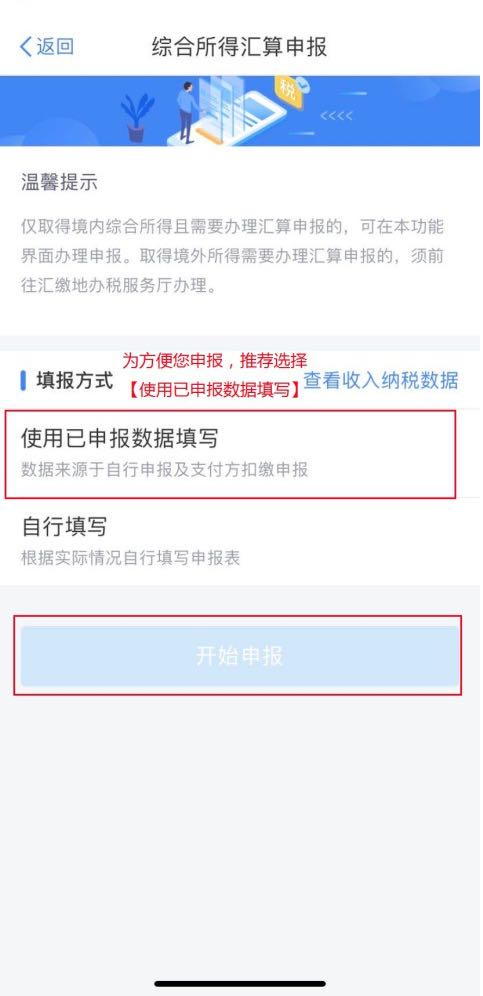 返回
综合所得汇算申报
税
温馨提示
仅取得境内综合所得且需要办理汇算申报的，可在本功能
界面办理申报。取得境外所得需要办理汇算申报的，须前
往汇缴地办税服务厅办理。
为方便您申报，推荐选择
【使用已申报数据填写】
填报方式
查看收入纳税数据
使用已申报数据填写
数据来源于自行申报及支付方扣缴申报
自行填写
根据实际情况自行填写申报表
开始申报